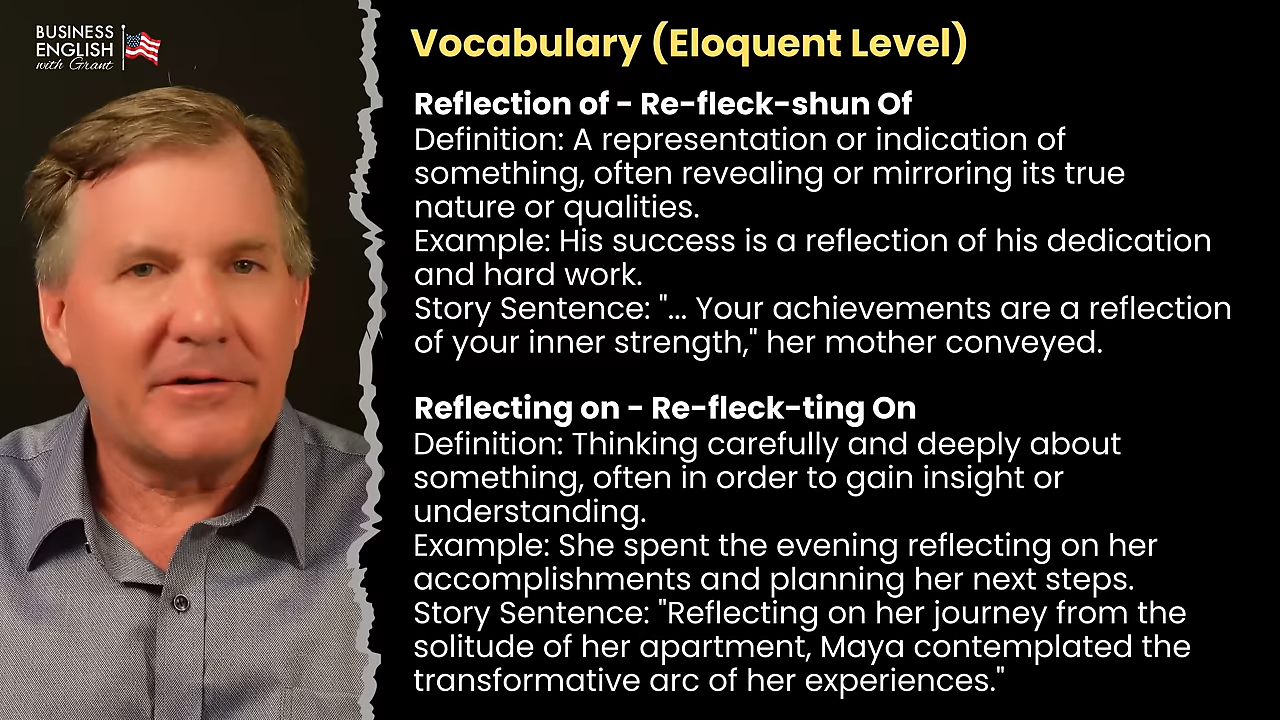 BUSINESS
ENGLISH
with Grant
Vocabulary (Eloquent Level)
Reflection of - Re-fleck-shun Of
Definition: A representation or indication of
something, often revealing or mirroring its true
nature or qualities.
Example: His success is a reflection of his dedication
and hard work.
Story Sentence: "... Your achievements are a reflection
of your inner strength," her mother conveyed.
Reflecting on - Re-fleck-ting On
Definition: Thinking carefully and deeply about
something, often in order to gain insight or
understanding.
Example: She spent the evening reflecting on her
accomplishments and planning her next steps.
Story Sentence: "Reflecting on her journey from the
solitude of her apartment, Maya contemplated the
transformative arc of her experiences."